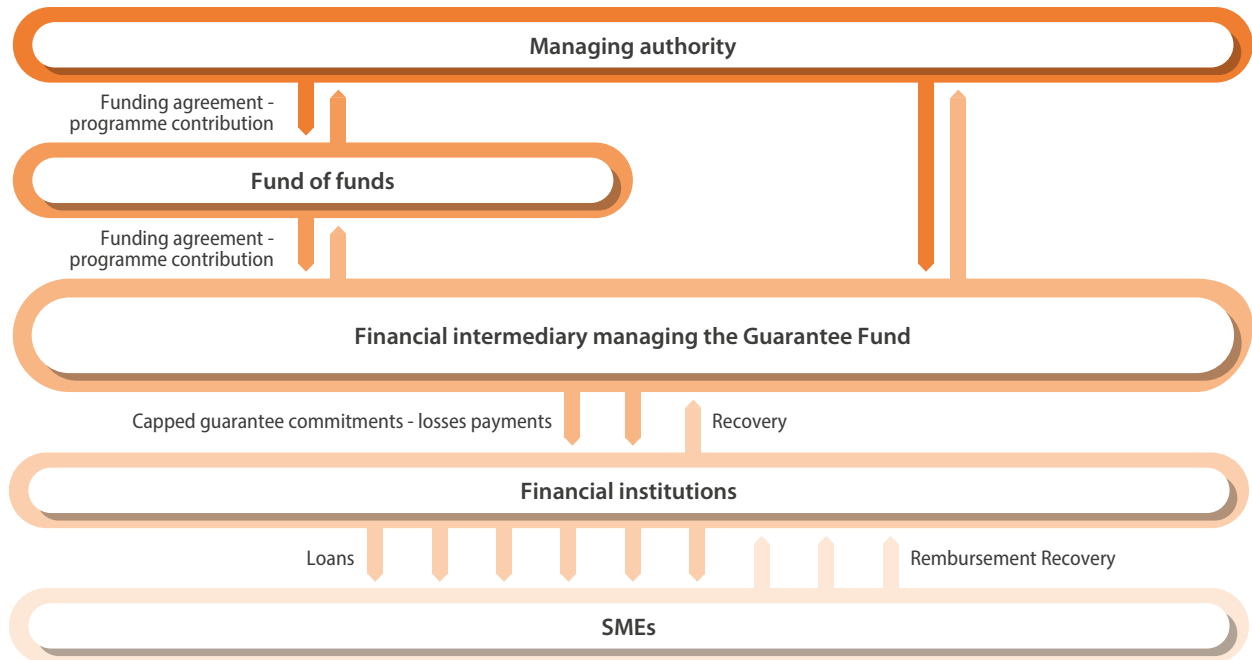 Managing authority
Funding agreement -
programme contribution
Fund of funds
Funding agreement -
programme contribution
Financial intermediary managing the Guarantee Fund
Capped guarantee commitments - losses payments
Recovery
Financial institutions
Loans
Rembursement Recovery
SMEs